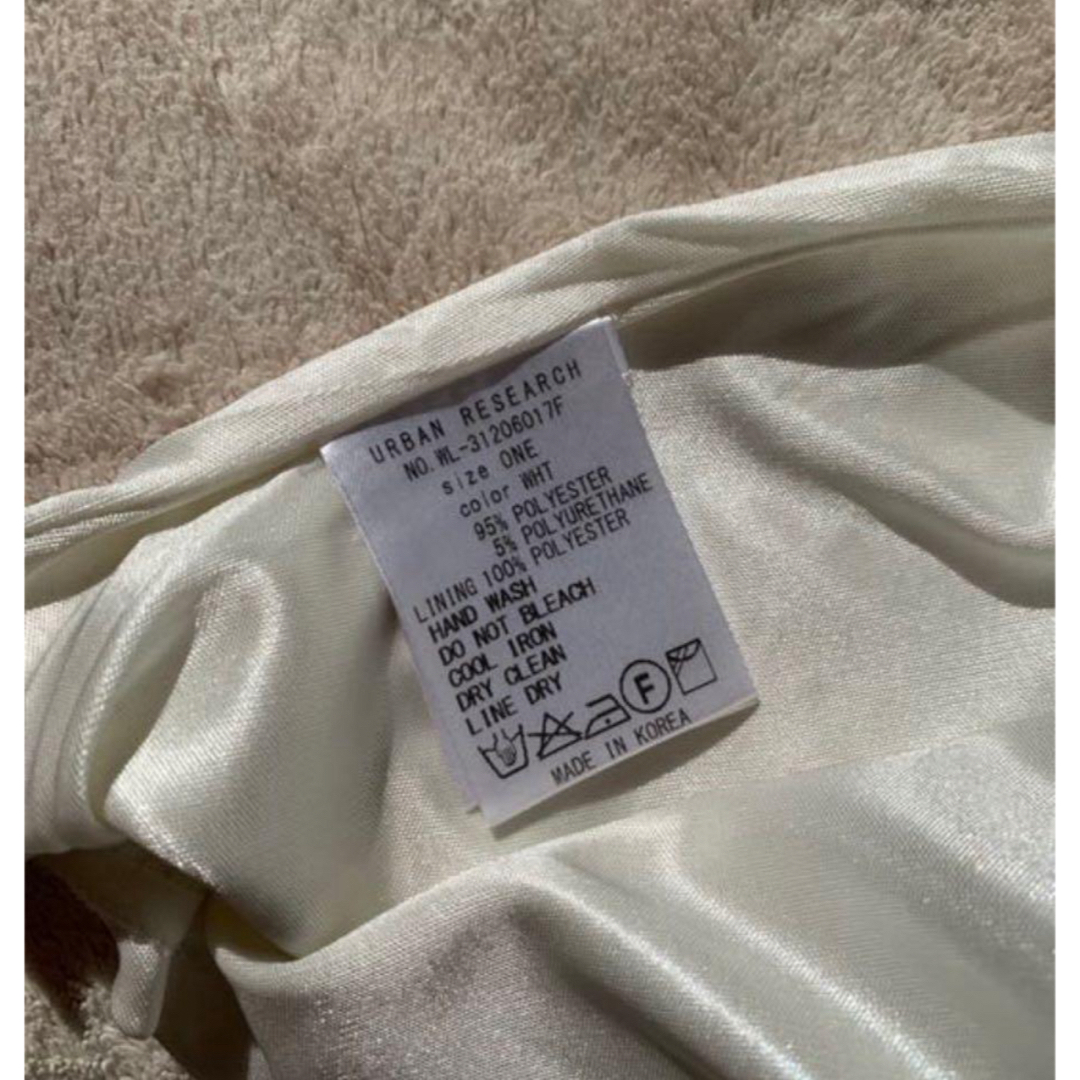 URBAN RESEARCH
NO.WL-31206017F
size ONE
color WHT
95% POLYESTER
5% POLYURETHANE
LINING 100% POLYESTER
HAND WASH
DO NOT BLEACH
COOL IRON
DRY CLEAN
LINE DRY
F
MADE IN KOREA